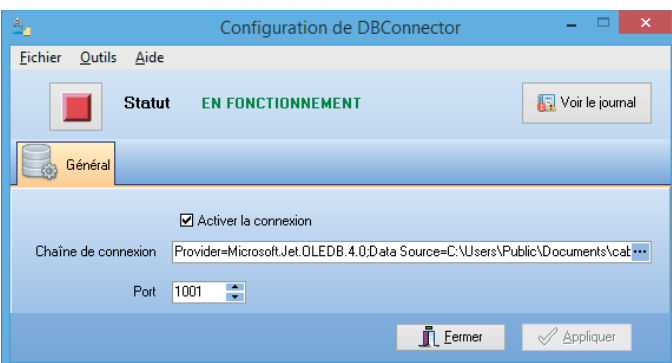 Configuration de DBConnector
Fichier Outils Aide
Statut EN FONCTIONNEMENT Voir le journal
Général
Activer la connexion
Chaîne de connexion Provider=Microsoft.Jet.OLEDB.4.0;Data Source=C:\Users\Public\Documents\cab ...
Port 1001
Fermer Appliquer